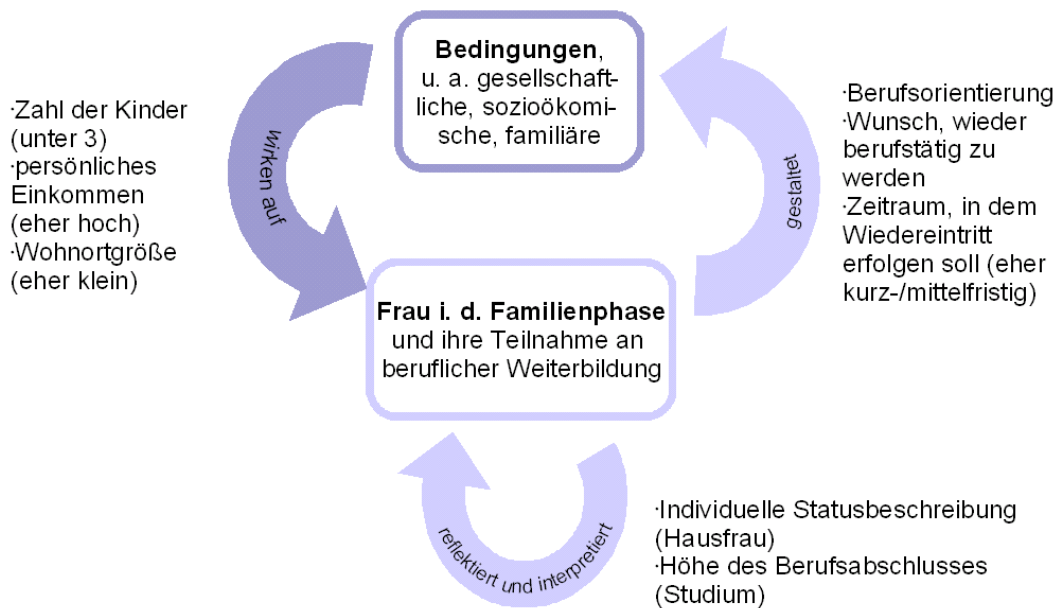 Bedingungen,
u. a. gesellschaft-
liche, sozioökomi-
sche, familiäre
·Zahl der Kinder
(unter 3)
·persönliches
Einkommen
(eher hoch)
·Wohnortgröße
(eher klein)
wirken auf
gestaltet
·Berufsorientierung
·Wunsch, wieder
berufstätig zu
werden
·Zeitraum, in dem
Wiedereintritt
erfolgen soll (eher
kurz-/mittelfristig)
Frau i. d. Familienphase
und ihre Teilnahme an
beruflicher Weiterbildung
reflektiert und interpretiert
·Individuelle Statusbeschreibung
(Hausfrau)
·Höhe des Berufsabschlusses
(Studium)